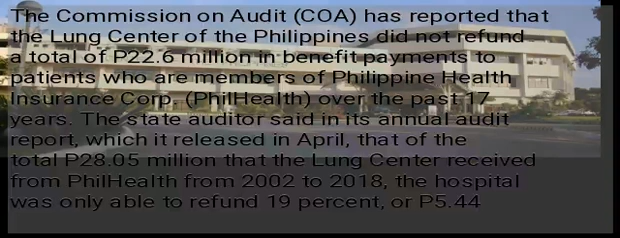 The Commission on Audit (COA) has reported that
the Lung Center of the Philippines did not refund
a total of P22.6 million in benefit payments to
patients who are members of Philippine Health
Insurance Corp. (PhilHealth) over the past 17
years. The state auditor said in its annual audit
report, which it released in April, that of the
total P28.05 million that the Lung Center received
from PhilHealth from 2002 to 2018, the hospital
was only able to refund 19 percent, or P5.44